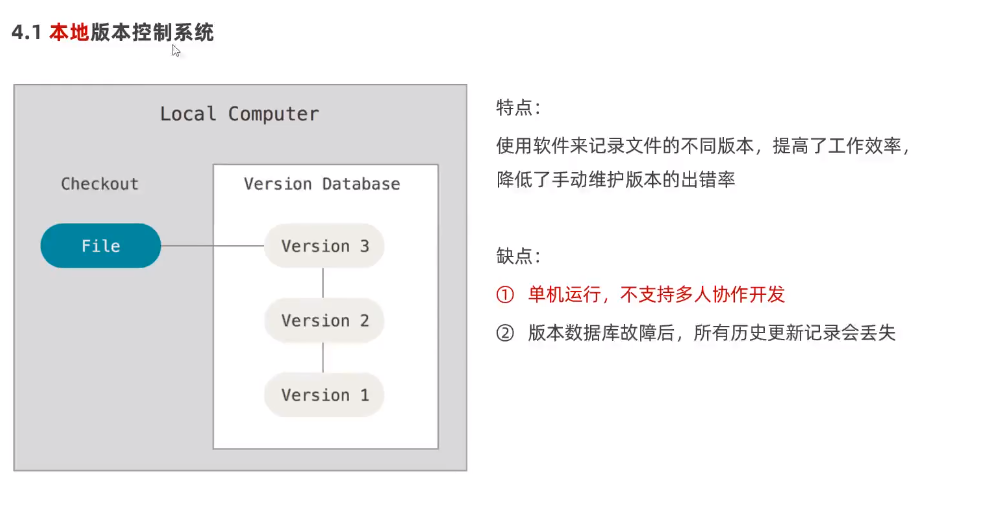 4.1 本地版本控制系统
Local Computer
Checkout
Version Database
File
Version 3
Version 2
Version 1
特点：
使用软件来记录文件的不同版本，提高了工作效率，
降低了手动维护版本的出错率
缺点：
① 单机运行，不支持多人协作开发
② 版本数据库故障后，所有历史更新记录会丢失